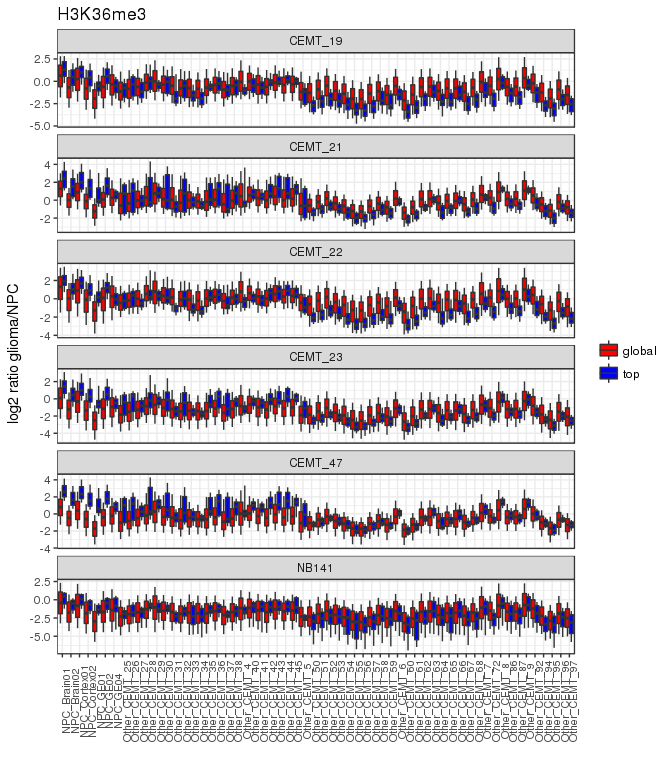 H3K36me3
CEMT_19
2.5
0.0
-2.5
-5.0
CEMT_21
4
2
0
-2
CEMT_22
2
0
-2
-4
CEMT_23
2
0
-2
-4
CEMT_47
4
2
0
-2
-4
NB141
2.5
0.0
-2.5
-5.0
log2 ratio glioma/NPC
global
top
NPC_Brain01
NPC_Brain02
NPC_Cortex01
NPC_Cortex02
NPC_GE01
NPC_GE02
NPC_GE04
Other_CEMT_25
Other_CEMT_26
Other_CEMT_27
Other_CEMT_28
Other_CEMT_29
Other_CEMT_30
Other_CEMT_31
Other_CEMT_32
Other_CEMT_33
Other_CEMT_34
Other_CEMT_35
Other_CEMT_36
Other_CEMT_37
Other_CEMT_38
Other_CEMT_4
Other_CEMT_40
Other_CEMT_41
Other_CEMT_42
Other_CEMT_43
Other_CEMT_44
Other_CEMT_45
Other_CEMT_5
Other_CEMT_50
Other_CEMT_51
Other_CEMT_52
Other_CEMT_53
Other_CEMT_54
Other_CEMT_55
Other_CEMT_56
Other_CEMT_57
Other_CEMT_58
Other_CEMT_59
Other_CEMT_6
Other_CEMT_60
Other_CEMT_61
Other_CEMT_62
Other_CEMT_63
Other_CEMT_64
Other_CEMT_65
Other_CEMT_66
Other_CEMT_67
Other_CEMT_68
Other_CEMT_7
Other_CEMT_72
Other_CEMT_8
Other_CEMT_86
Other_CEMT_87
Other_CEMT_9
Other_CEMT_92
Other_CEMT_94
Other_CEMT_95
Other_CEMT_96
Other_CEMT_97